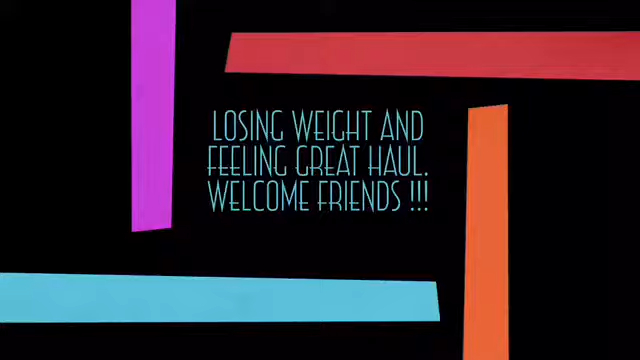 LOSING WEIGHT AND
FEELING GREAT HAUL.
WELCOME FRIENDS !!!